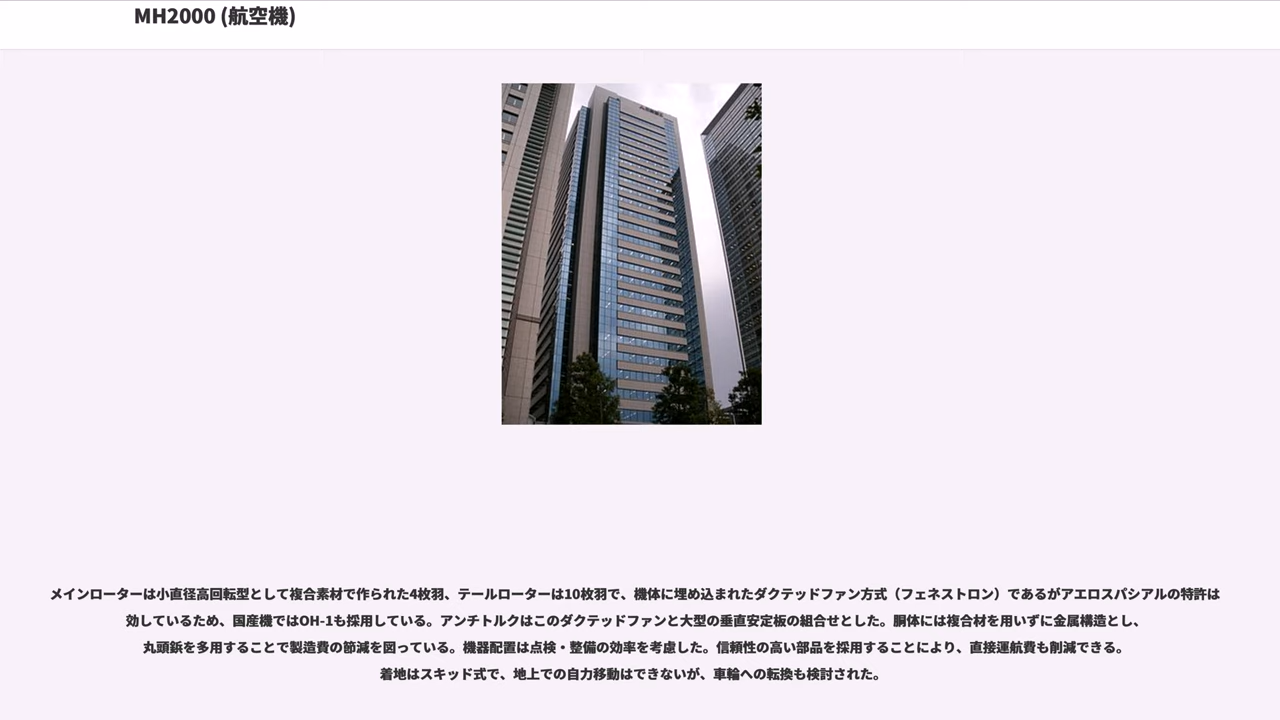 MH2000 (航空機)
メインローターは小直径高回転型として複合素材で作られた4枚羽、テールローターは10枚羽で、機体に埋め込まれたダクテッドファン方式（フェネストロン）であるがアエロスパシアルの特許は
効しているため、国産機ではOH-1も採用している。アンチトルクはこのダクテッドファンと大型の垂直安定板の組合せとした。胴体には複合材を用いずに金属構造とし、
丸頭鋲を多用することで製造費の節減を図っている。機器配置は点検・整備の効率を考慮した。信頼性の高い部品を採用することにより、直接運航費も削減できる。
着地はスキッド式で、地上での自力移動はできないが、車輪への転換も検討された。